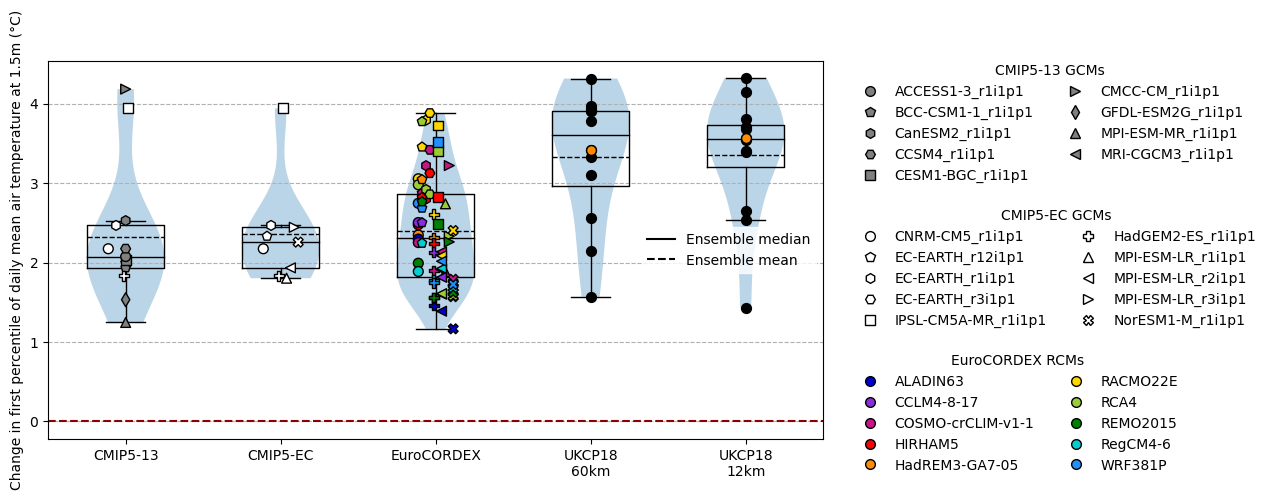 Change in first percentile of daily mean air temperature at 1.5m (°C)
4
3
2
1
0
CMIP5-13
CMIP5-EC
EuroCORDEX
UKCP18
60km
UKCP18
12km
Ensemble median
Ensemble mean
CMIP5-13 GCMs
ACCESS1-3_r1i1p1
BCC-CSM1-1_r1i1p1
CanESM2_r1i1p1
CCSM4_r1i1p1
CESM1-BGC_r1i1p1
CMCC-CM_r1i1p1
GFDL-ESM2G_r1i1p1
MPI-ESM-MR_r1i1p1
MRI-CGCM3_r1i1p1
CMIP5-EC GCMs
CNRM-CM5_r1i1p1
EC-EARTH_r12i1p1
EC-EARTH_r1i1p1
EC-EARTH_r3i1p1
IPSL-CM5A-MR_r1i1p1
HadGEM2-ES_r1i1p1
MPI-ESM-LR_r1i1p1
MPI-ESM-LR_r2i1p1
MPI-ESM-LR_r3i1p1
NorESM1-M_r1i1p1
EuroCORDEX RCMs
ALADIN63
CCLM4-8-17
COSMO-crCLIM-v1-1
HIRHAM5
HadREM3-GA7-05
RACMO22E
RCA4
REMO2015
RegCM4-6
WRF381P